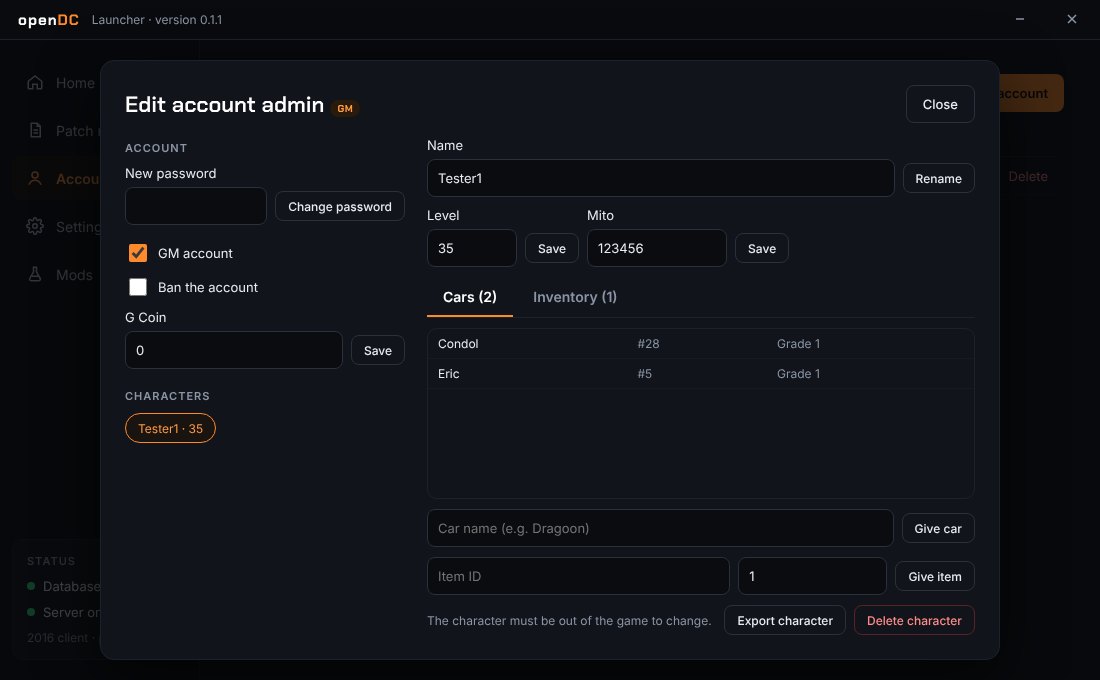 openDC Launcher · version 0.1.1
Home
Patch
Accou
Setting
Mods
account
Delete
Edit account admin GM
Close
ACCOUNT
New password
Change password
GM account
Ban the account
G Coin
0
Save
CHARACTERS
Tester1 · 35
Name
Tester1
Rename
Level
Mito
35
Save
123456
Save
Cars (2)
Inventory (1)
Condol #28 Grade 1
Eric #5 Grade 1
Car name (e.g. Dragoon)
Give car
Item ID
1
Give item
The character must be out of the game to change.
Export character
Delete character
STATUS
Database
Server on
2016 client ·